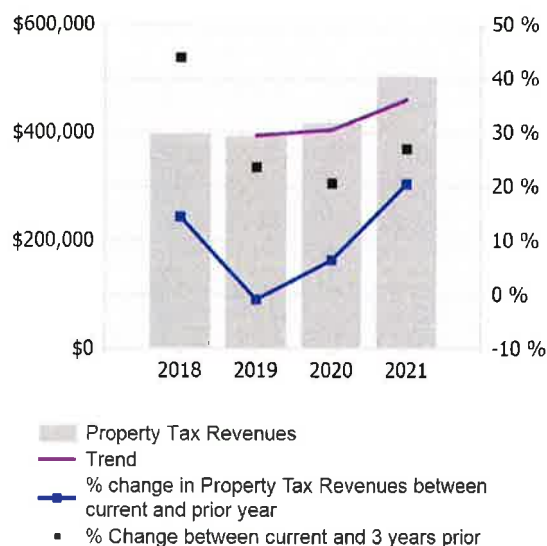 $600,000
$400,000
$200,000
$0
50 %
40 %
30 %
20 %
10 %
0 %
-10 %
2018 2019 2020 2021
Property Tax Revenues
Trend
% change in Property Tax Revenues between
current and prior year
% Change between current and 3 years prior